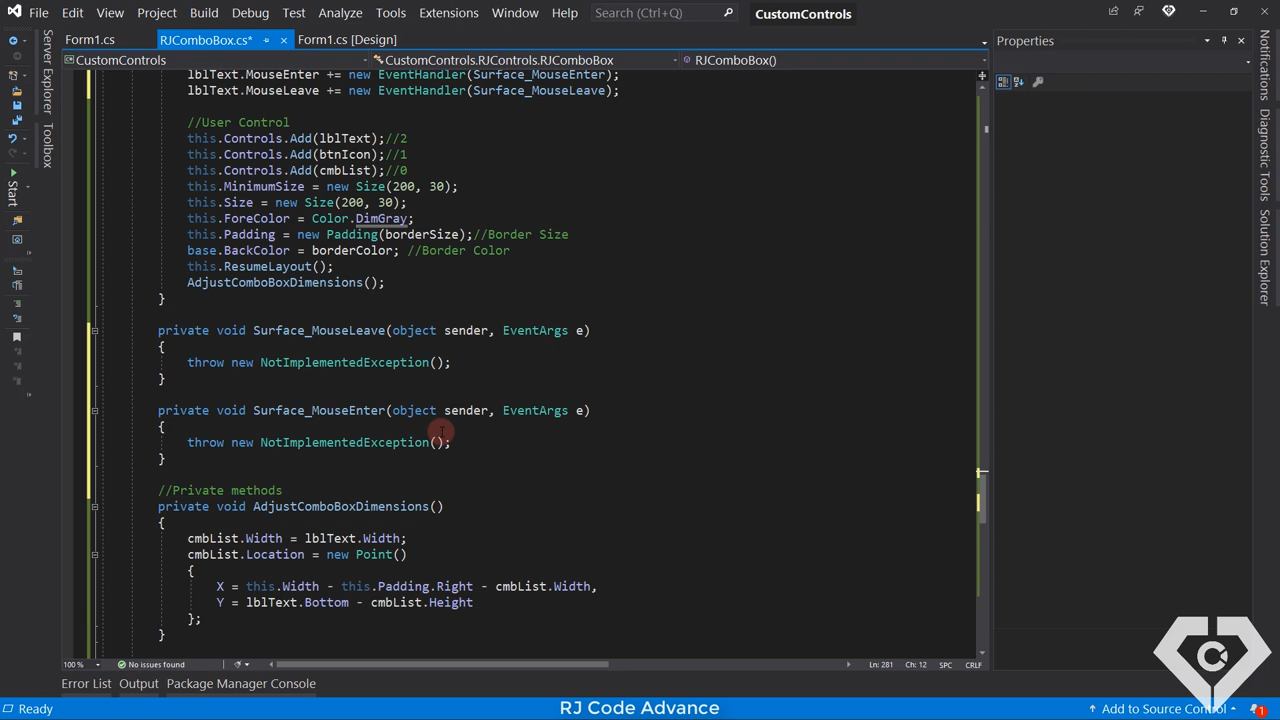 File Edit View Project Build Debug Test Analyze Tools Extensions Window Help Search (Ctrl+Q) CustomControls
Form1.cs RJComboBox.cs* Form1.cs [Design]
Properties
CustomControls CustomControls.RJControls.RJComboBox RJComboBox()
Server Explorer
Toolbox
Start
lblText.MouseEnter += new EventHandler(Surface_MouseEnter);
lblText.MouseLeave += new EventHandler(Surface_MouseLeave);
//User Control
this.Controls.Add(lblText);//2
this.Controls.Add(btnIcon);//1
this.Controls.Add(cmbList);//0
this.MinimumSize = new Size(200, 30);
this.Size = new Size(200, 30);
this.ForeColor = Color.DimGray;
this.Padding = new Padding(borderSize);//Border Size
base.BackColor = borderColor; //Border Color
this.ResumeLayout();
AdjustComboBoxDimensions();
}
private void Surface_MouseLeave(object sender, EventArgs e)
{
throw new NotImplementedException();
}
private void Surface_MouseEnter(object sender, EventArgs e)
{
throw new NotImplementedException();
}
//Private methods
private void AdjustComboBoxDimensions()
{
cmbList.Width = lblText.Width;
cmbList.Location = new Point()
{
X = this.Width - this.Padding.Right - cmbList.Width,
Y = lblText.Bottom - cmbList.Height
};
}
Notifications
Diagnostic Tools
Solution Explorer
100% No issues found Ln: 281 Ch: 12 SPC CRLF
Error List Output Package Manager Console
Ready RJ Code Advance Add to Source Control 1